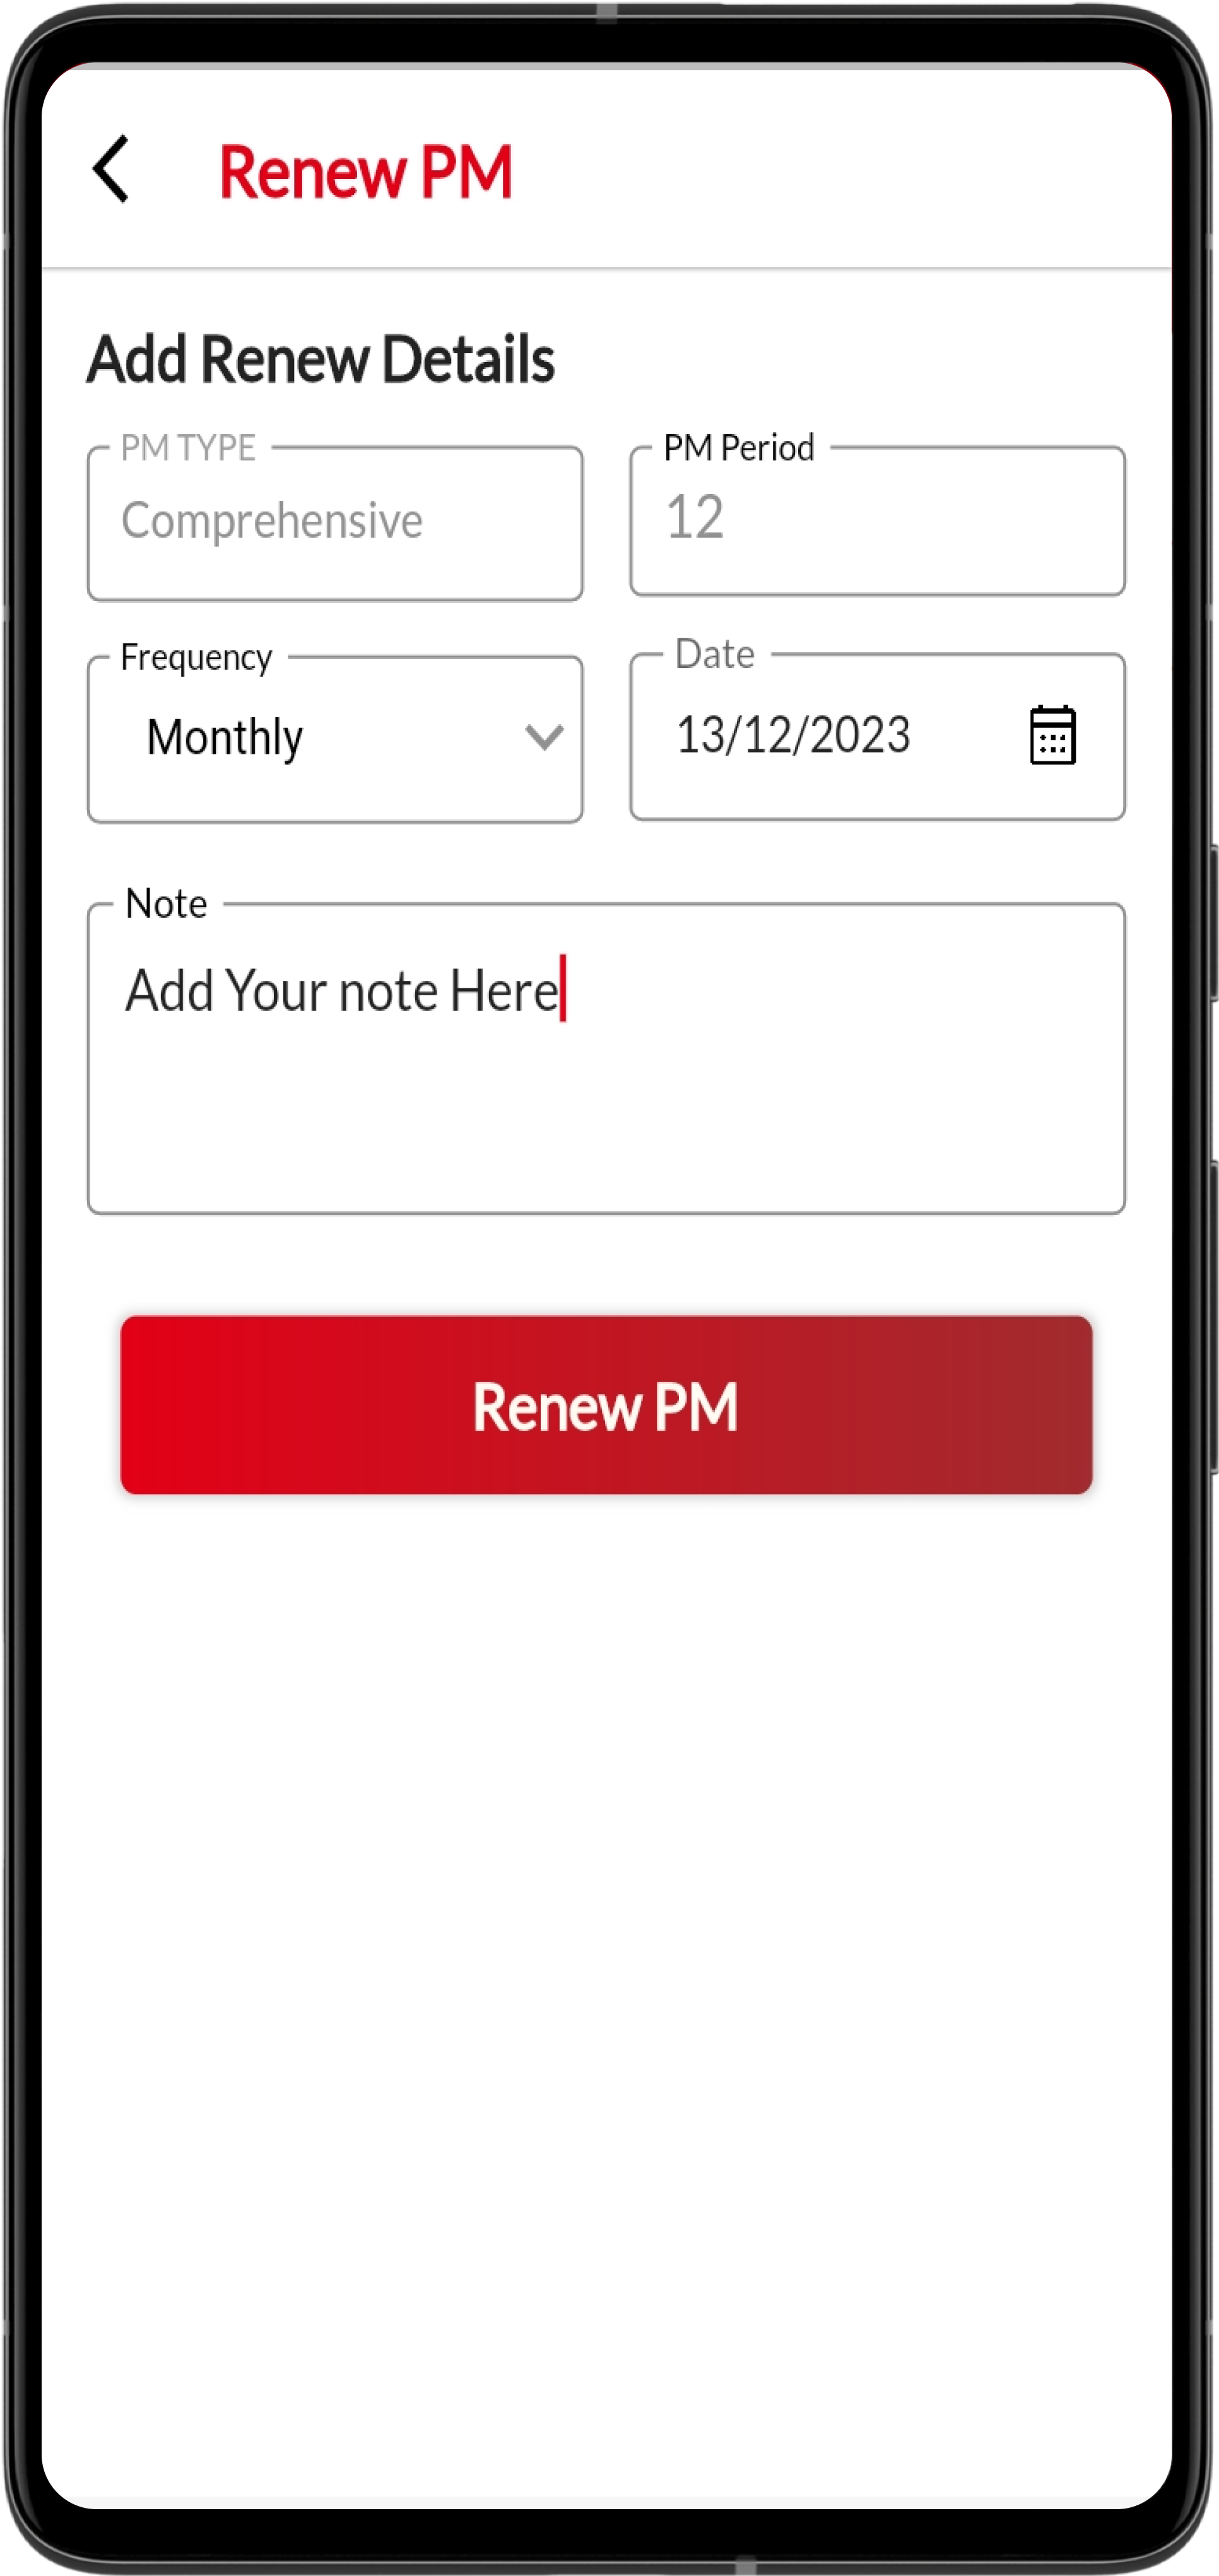 Renew PM
Add Renew Details
PM TYPE
Comprehensive
PM Period
12
Frequency
Monthly
Date
13/12/2023
Note
Add Your note Here
Renew PM